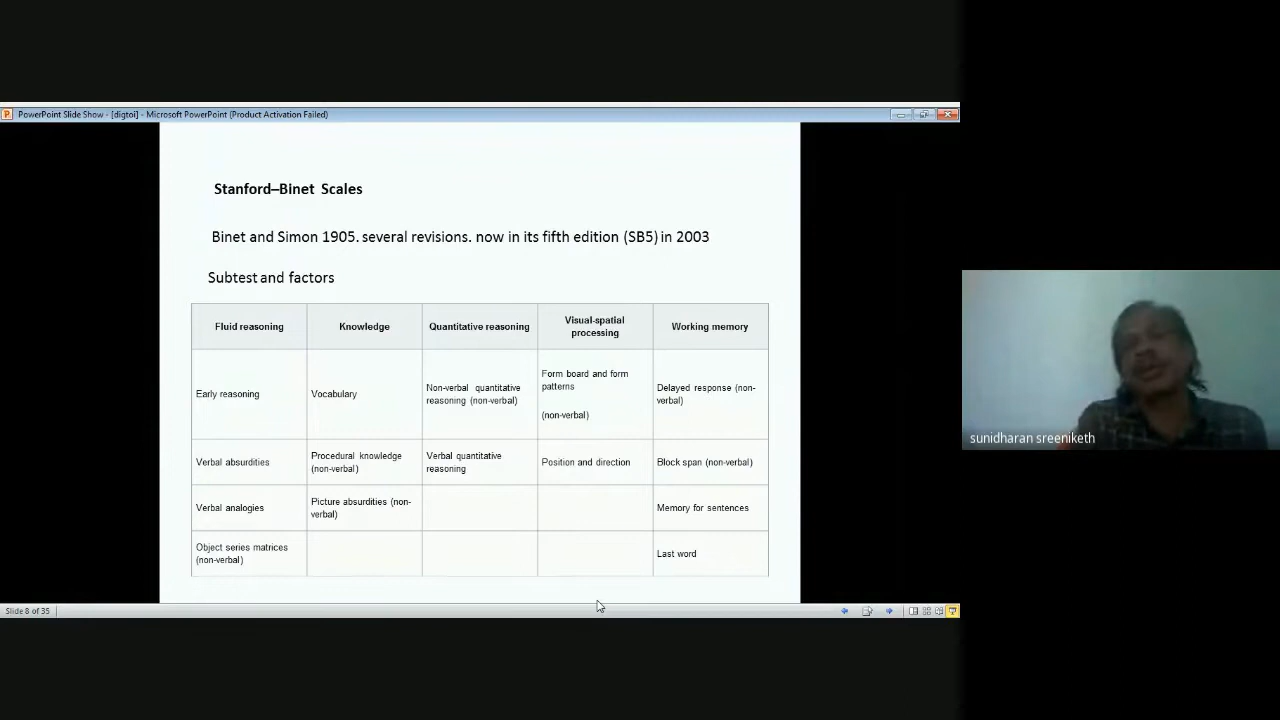 PowerPoint Slide Show - [digtoi] - Microsoft PowerPoint (Product Activation Failed)
Stanford–Binet Scales
Binet and Simon 1905. several revisions. now in its fifth edition (SB5) in 2003
Subtest and factors
Fluid reasoning
Knowledge
Quantitative reasoning
Visual-spatial
processing
Working memory
Early reasoning
Vocabulary
Non-verbal quantitative
reasoning (non-verbal)
Form board and form
patterns
(non-verbal)
Delayed response (non-
verbal)
Verbal absurdities
Procedural knowledge
(non-verbal)
Verbal quantitative
reasoning
Position and direction
Block span (non-verbal)
Verbal analogies
Picture absurdities (non-
verbal)
Memory for sentences
Object series matrices
(non-verbal)
Last word
Slide 8 of 35
sunidharan sreeniketh